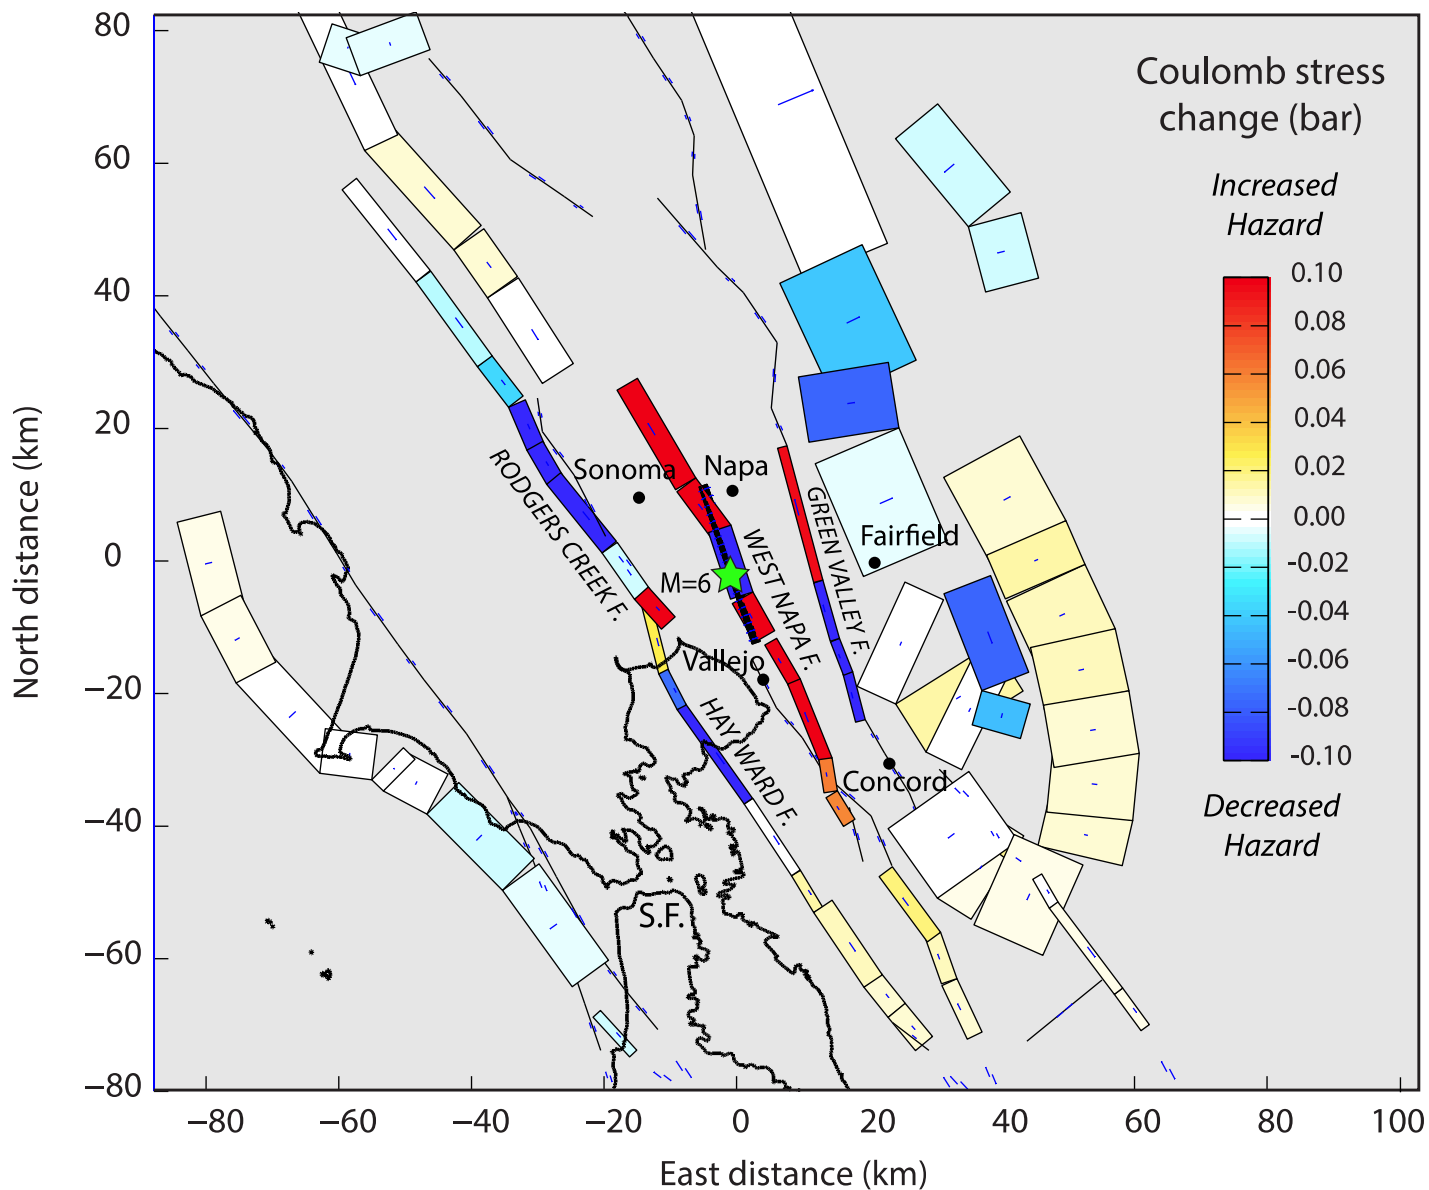 Coulomb stress
change (bar)
Increased
Hazard
0.10
0.08
0.06
0.04
0.02
0.00
-0.02
-0.04
-0.06
-0.08
-0.10
Decreased
Hazard
80
60
40
20
0
−20
−40
−60
−80
North distance (km)
−80
−60
−40
−20
0
20
40
60
80
100
East distance (km)
Sonoma
Napa
Fairfield
M=6
Vallejo
Concord
S.F.
RODGERS CREEK F.
WEST NAPA F.
GREEN VALLEY F.
HAYWARD F.